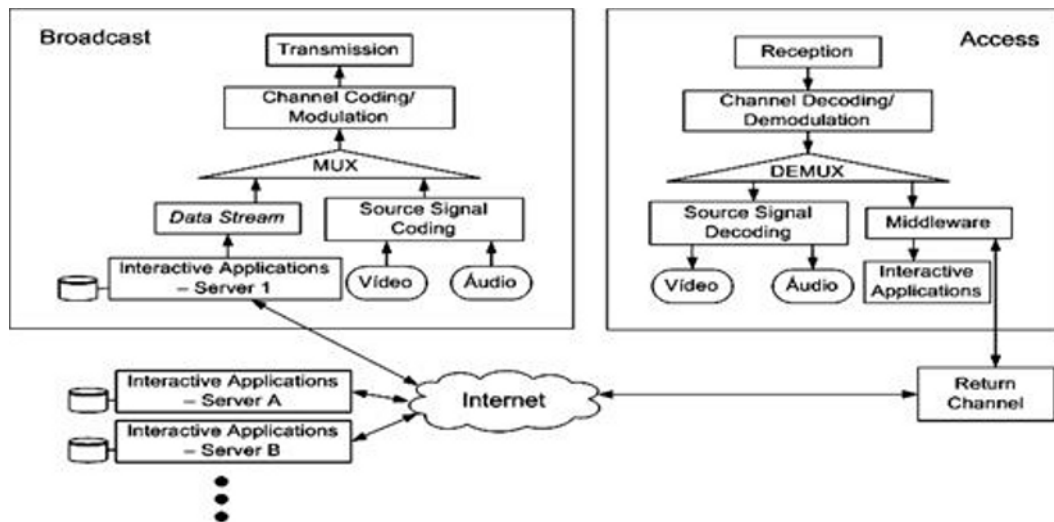 Broadcast
Transmission
Channel Coding/
Modulation
MUX
Data Stream
Source Signal
Coding
Interactive Applications
– Server 1
Vídeo
Áudio
Access
Reception
Channel Decoding/
Demodulation
DEMUX
Source Signal
Decoding
Middleware
Vídeo
Áudio
Interactive
Applications
Interactive Applications
– Server A
Interactive Applications
– Server B
Internet
Return
Channel